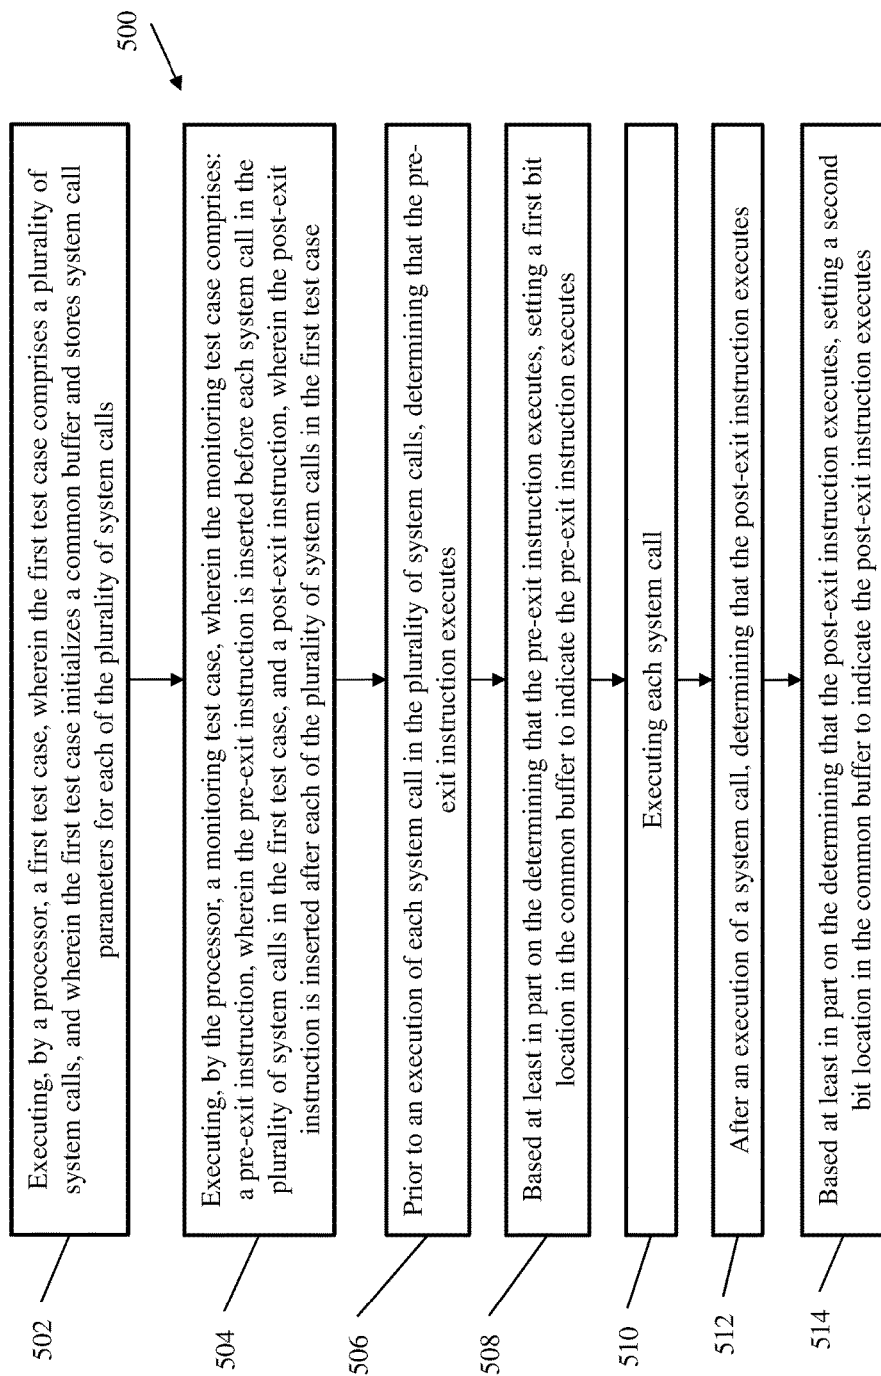 500
502
Executing, by a processor, a first test case, wherein the first test case comprises a plurality of
system calls, and wherein the first test case initializes a common buffer and stores system call
parameters for each of the plurality of system calls
504
Executing, by the processor, a monitoring test case, wherein the monitoring test case comprises:
a pre-exit instruction, wherein the pre-exit instruction is inserted before each system call in the
plurality of system calls in the first test case, and a post-exit instruction, wherein the post-exit
instruction is inserted after each of the plurality of system calls in the first test case
506
Prior to an execution of each system call in the plurality of system calls, determining that the pre-
exit instruction executes
508
Based at least in part on the determining that the pre-exit instruction executes, setting a first bit
location in the common buffer to indicate the pre-exit instruction executes
510
Executing each system call
512
After an execution of a system call, determining that the post-exit instruction executes
514
Based at least in part on the determining that the post-exit instruction executes, setting a second
bit location in the common buffer to indicate the post-exit instruction executes